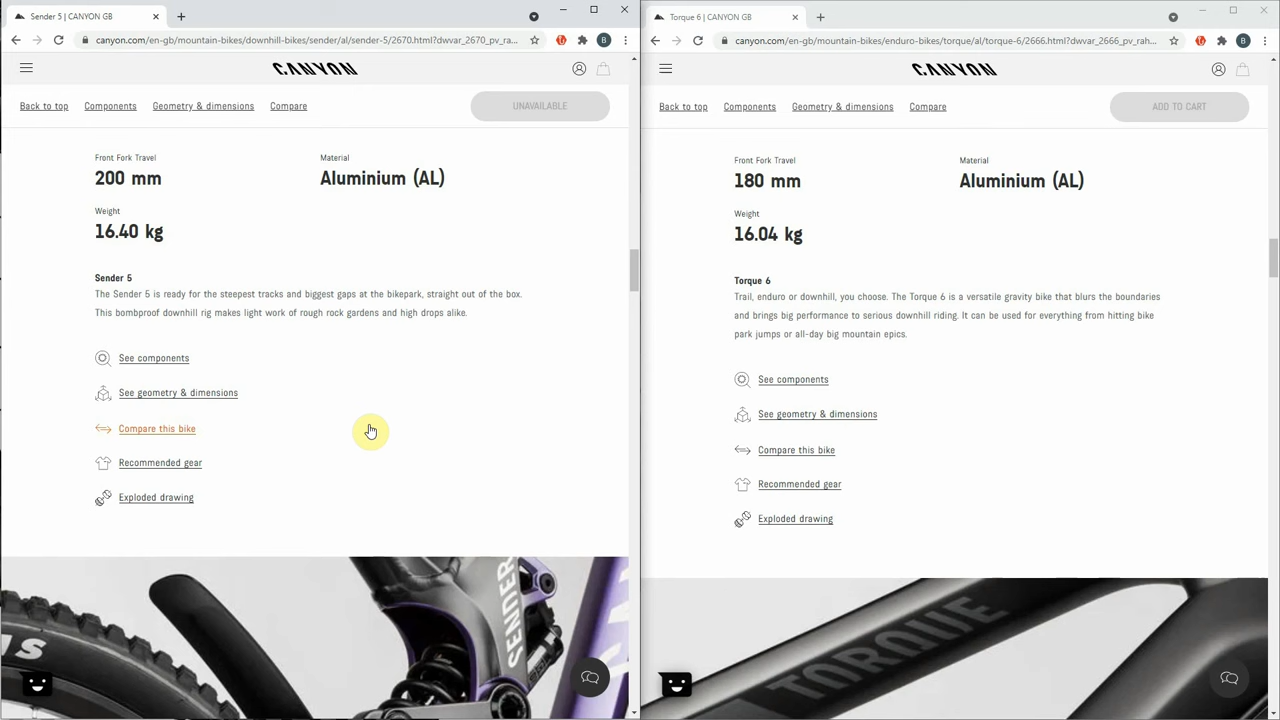 Sender 5 | CANYON GB
canyon.com/en-gb/mountain-bikes/downhill-bikes/sender/al/sender-5/2670.html?dwvar_2670_pv_ra...
B
CANYON
Back to top
Components
Geometry & dimensions
Compare
UNAVAILABLE
Front Fork Travel
200 mm
Material
Aluminium (AL)
Weight
16.40 kg
Sender 5
The Sender 5 is ready for the steepest tracks and biggest gaps at the bikepark, straight out of the box.
This bombproof downhill rig makes light work of rough rock gardens and high drops alike.
See components
See geometry & dimensions
Compare this bike
Recommended gear
Exploded drawing
SENDER
Torque 6 | CANYON GB
canyon.com/en-gb/mountain-bikes/enduro-bikes/torque/al/torque-6/2666.html?dwvar_2666_pv_rah...
B
CANYON
Back to top
Components
Geometry & dimensions
Compare
ADD TO CART
Front Fork Travel
180 mm
Material
Aluminium (AL)
Weight
16.04 kg
Torque 6
Trail, enduro or downhill, you choose. The Torque 6 is a versatile gravity bike that blurs the boundaries
and brings big performance to serious downhill riding. It can be used for everything from hitting bike
park jumps or all-day big mountain epics.
See components
See geometry & dimensions
Compare this bike
Recommended gear
Exploded drawing
TORQUE